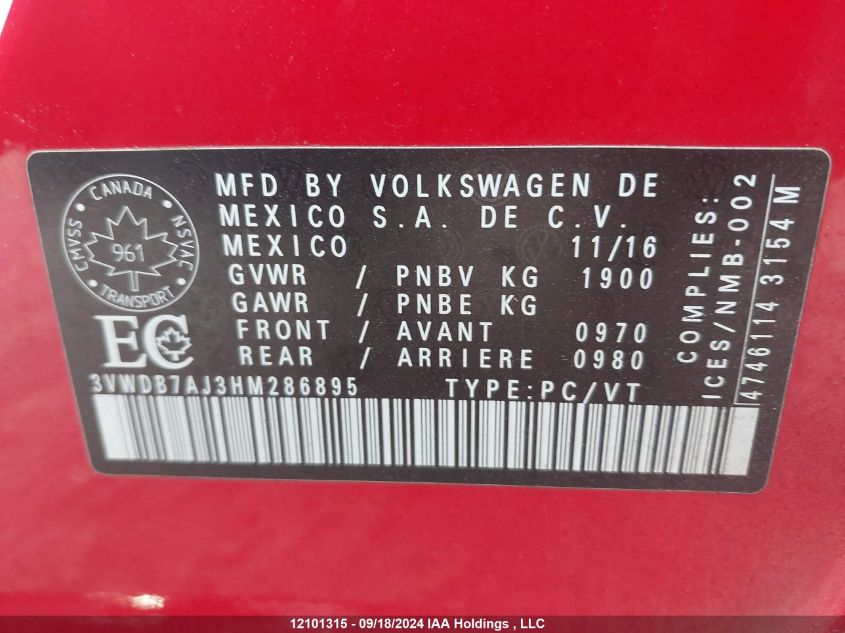 CANADA
CMVSS
NSVAC
961
TRANSPORT
EC
MFD BY VOLKSWAGEN DE
MEXICO S.A. DE C.V.
MEXICO 11/16
GVWR / PNBV KG 1900
GAWR / PNBE KG
FRONT / AVANT 0970
REAR / ARRIERE 0980
3VWDB7AJ3HM286895 TYPE:PC/VT
COMPLIES:
ICES/NMB-002
4746114 3154 M
12101315 - 09/18/2024 IAA Holdings , LLC